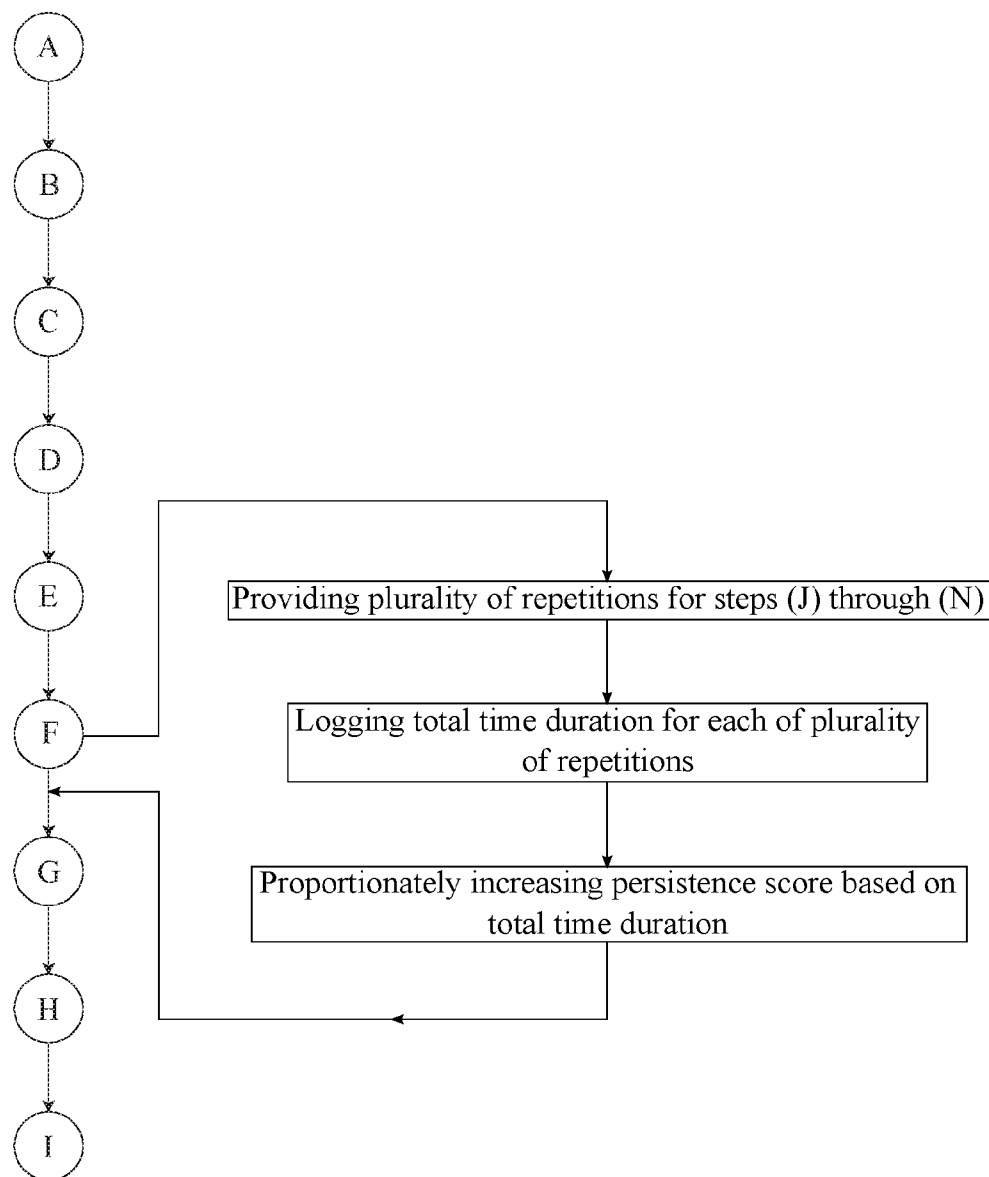 A
B
C
D
E
Providing plurality of repetitions for steps (J) through (N)
F
Logging total time duration for each of plurality
of repetitions
G
Proportionately increasing persistence score based on
total time duration
H
I